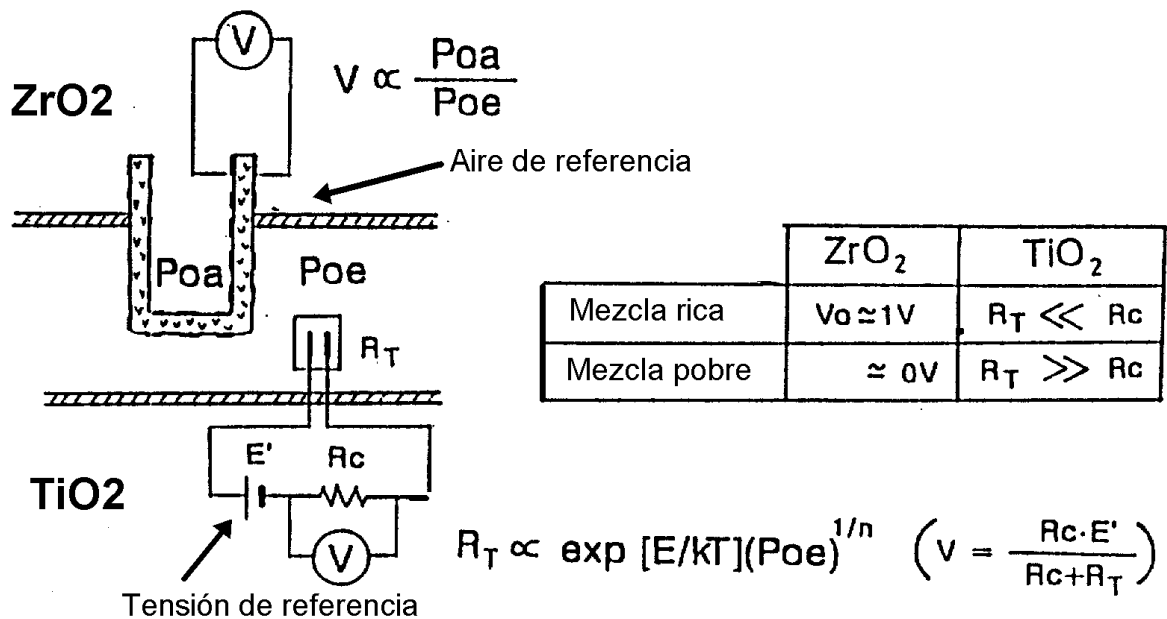 V
ZrO2
V ∝ Poa / Poe
Aire de referencia
Poa
Poe
ZrO₂ TiO₂
Mezcla rica Vo≃1V R_T << Rc
Mezcla pobre ≃ 0V R_T >> Rc
R_T
E' Rc
TiO2
V
R_T ∝ exp [E/kT](Poe)^1/n (V = Rc·E' / Rc+R_T)
Tensión de referencia